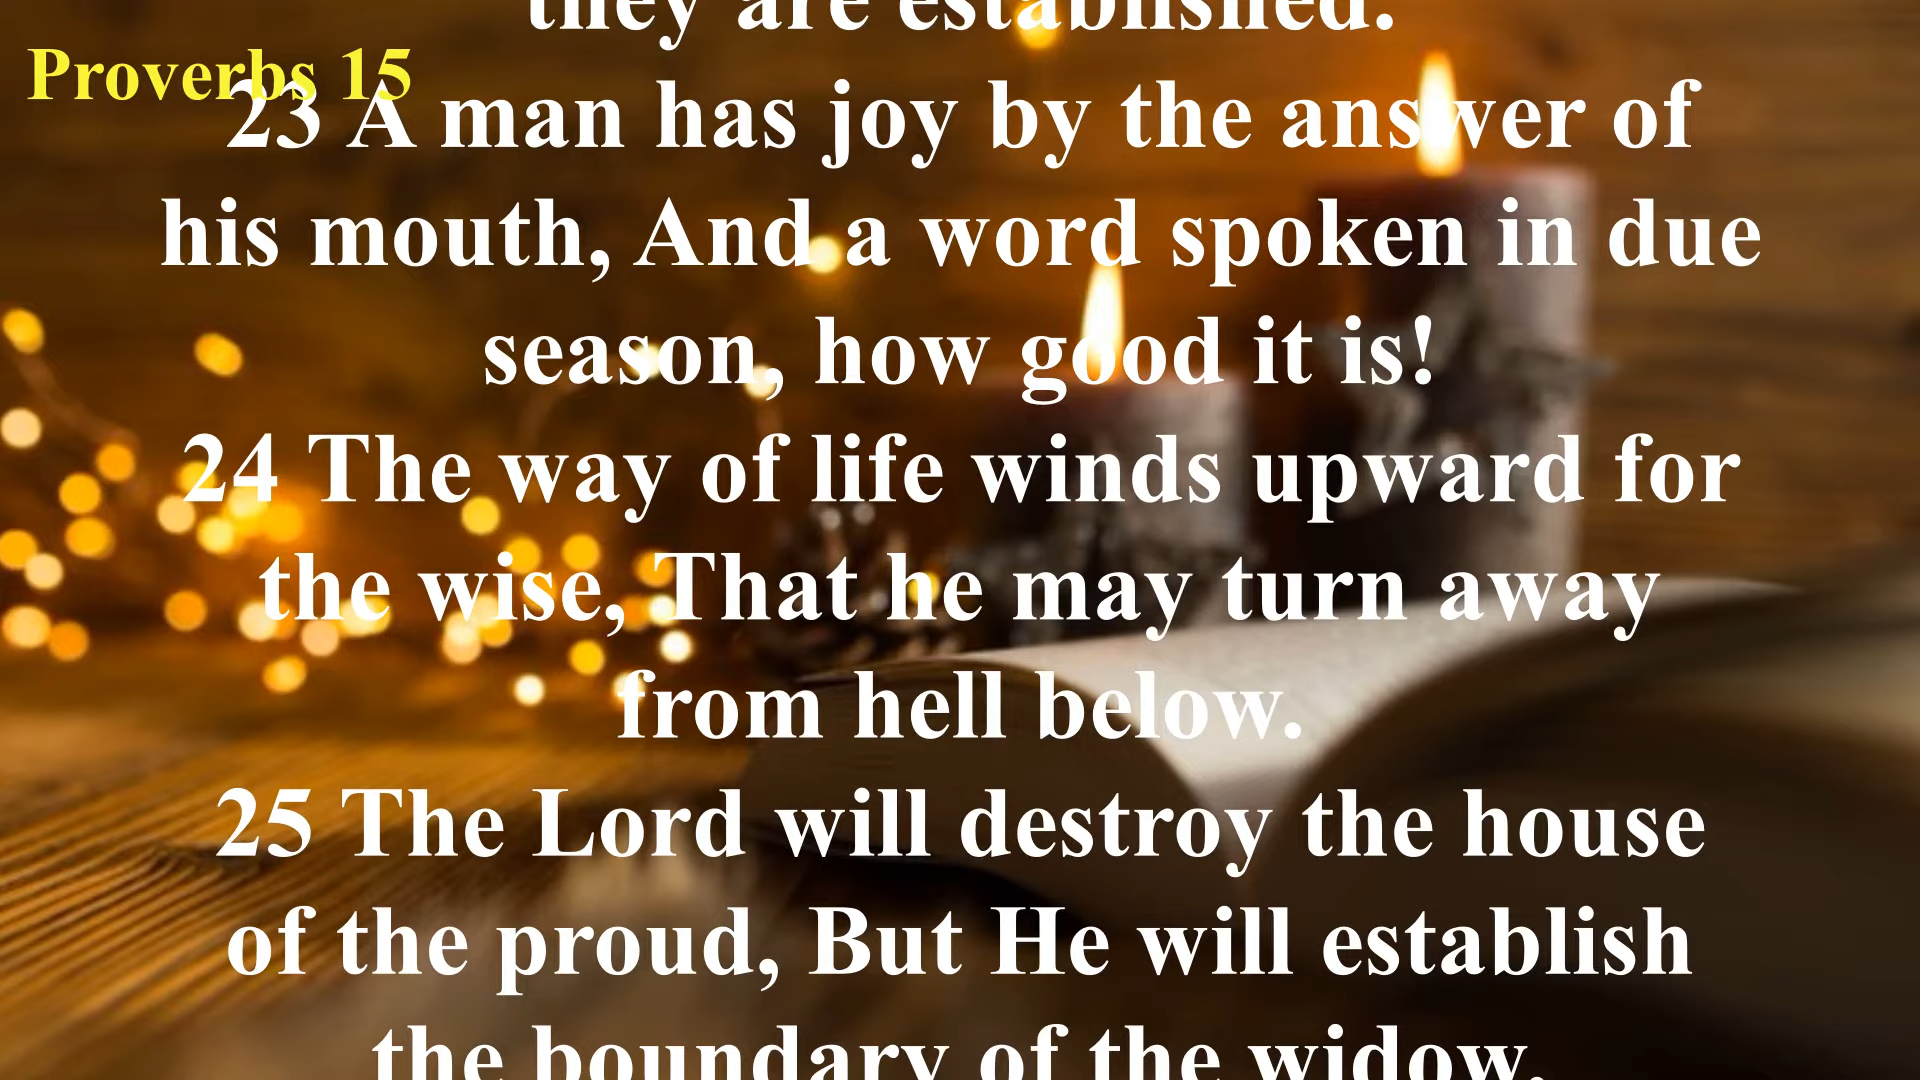 they are established.
Proverbs 15
23 A man has joy by the answer of
his mouth, And a word spoken in due
season, how good it is!
24 The way of life winds upward for
the wise, That he may turn away
from hell below.
25 The Lord will destroy the house
of the proud, But He will establish
the boundary of the widow.